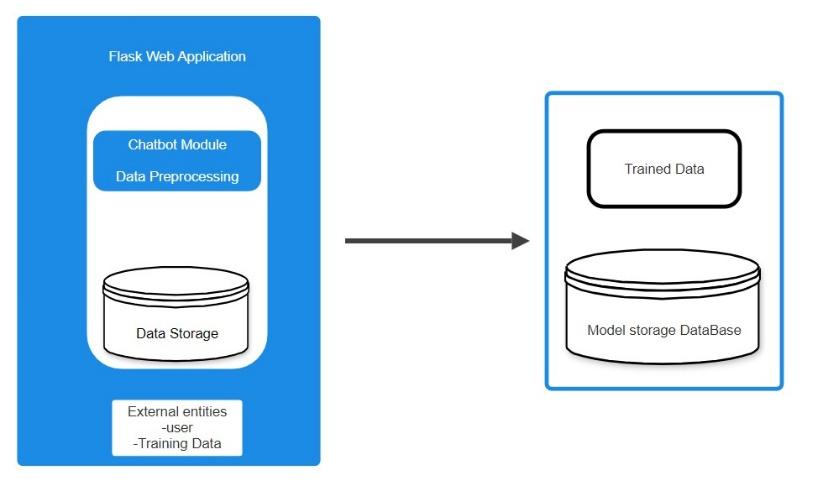 Flask Web Application
Chatbot Module
Data Preprocessing
Data Storage
External entities
-user
-Training Data
Trained Data
Model storage DataBase